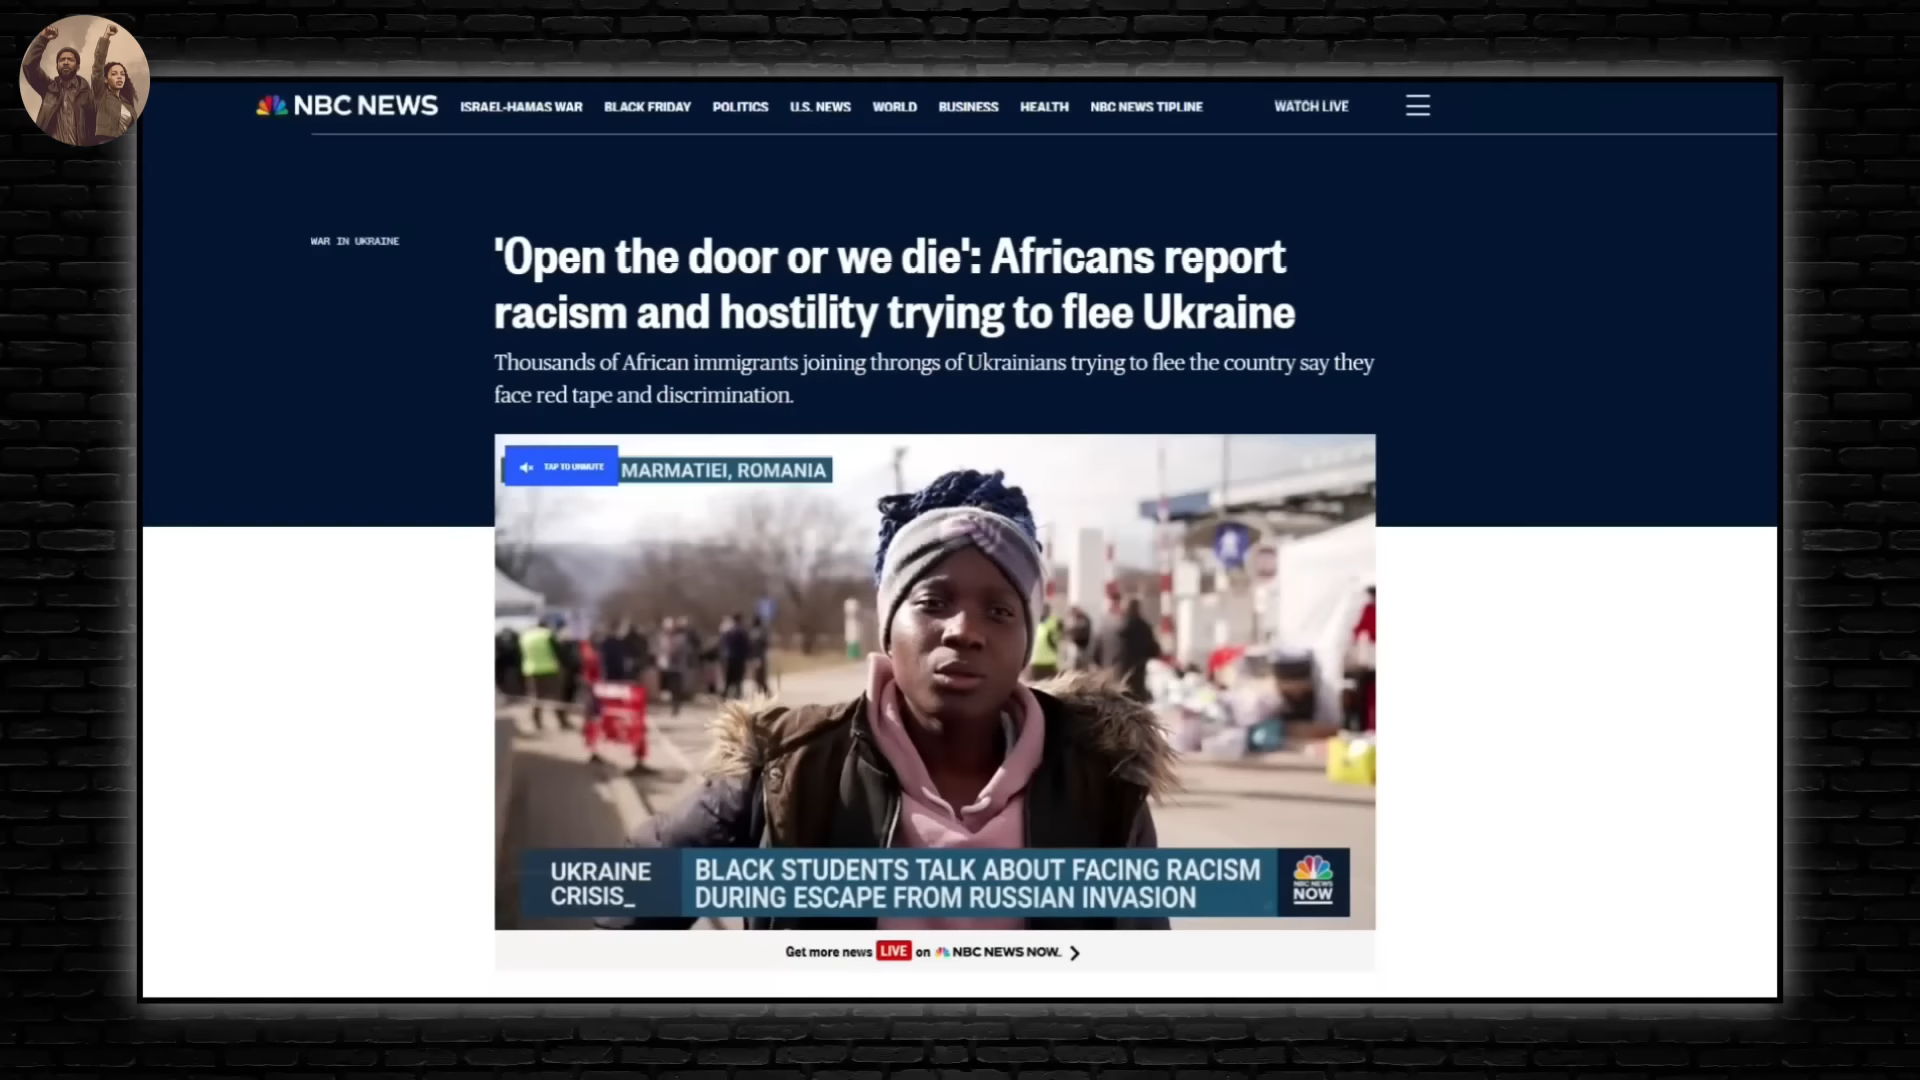 NBC NEWS ISRAEL-HAMAS WAR BLACK FRIDAY POLITICS U.S. NEWS WORLD BUSINESS HEALTH NBC NEWS TIPLINE WATCH LIVE
WAR IN UKRAINE
'Open the door or we die': Africans report
racism and hostility trying to flee Ukraine
Thousands of African immigrants joining throngs of Ukrainians trying to flee the country say they
face red tape and discrimination.
TAP TO UNMUTE
MARMATIEI, ROMANIA
UKRAINE
CRISIS_
BLACK STUDENTS TALK ABOUT FACING RACISM
DURING ESCAPE FROM RUSSIAN INVASION
NBC NEWS
NOW
Get more news LIVE on NBC NEWS NOW.